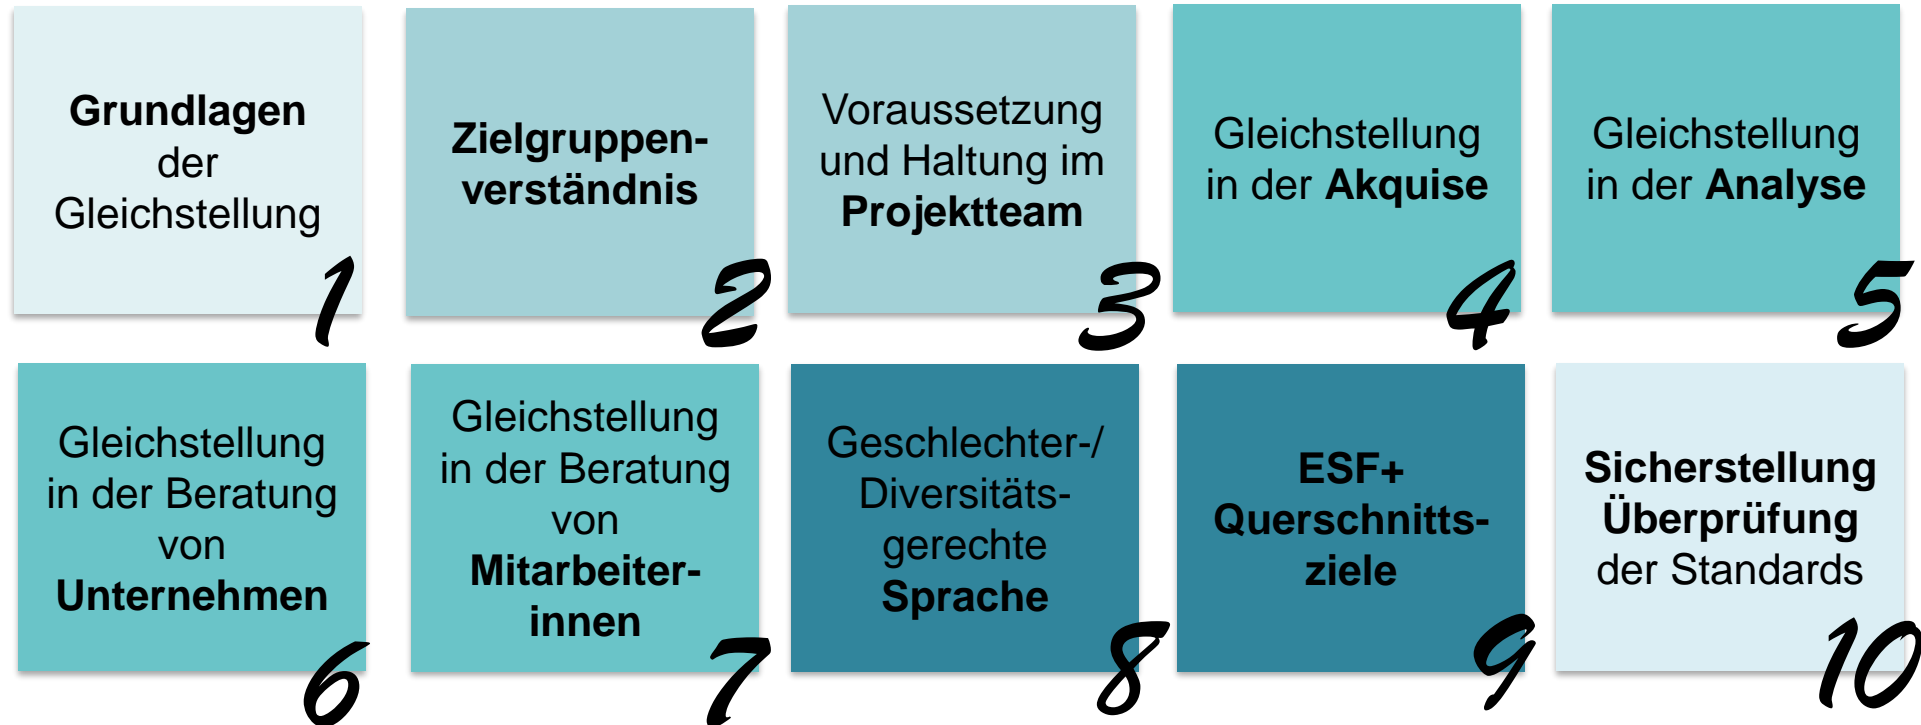 Grundlagen
der
Gleichstellung
1
Zielgruppen-
verständnis
2
Voraussetzung
und Haltung im
Projektteam
3
Gleichstellung
in der Akquise
4
Gleichstellung
in der Analyse
5
Gleichstellung
in der Beratung
von
Unternehmen
6
Gleichstellung
in der Beratung
von
Mitarbeiter-
innen
7
Geschlechter-/
Diversitäts-
gerechte
Sprache
8
ESF+
Querschnitts-
ziele
9
Sicherstellung
Überprüfung
der Standards
10